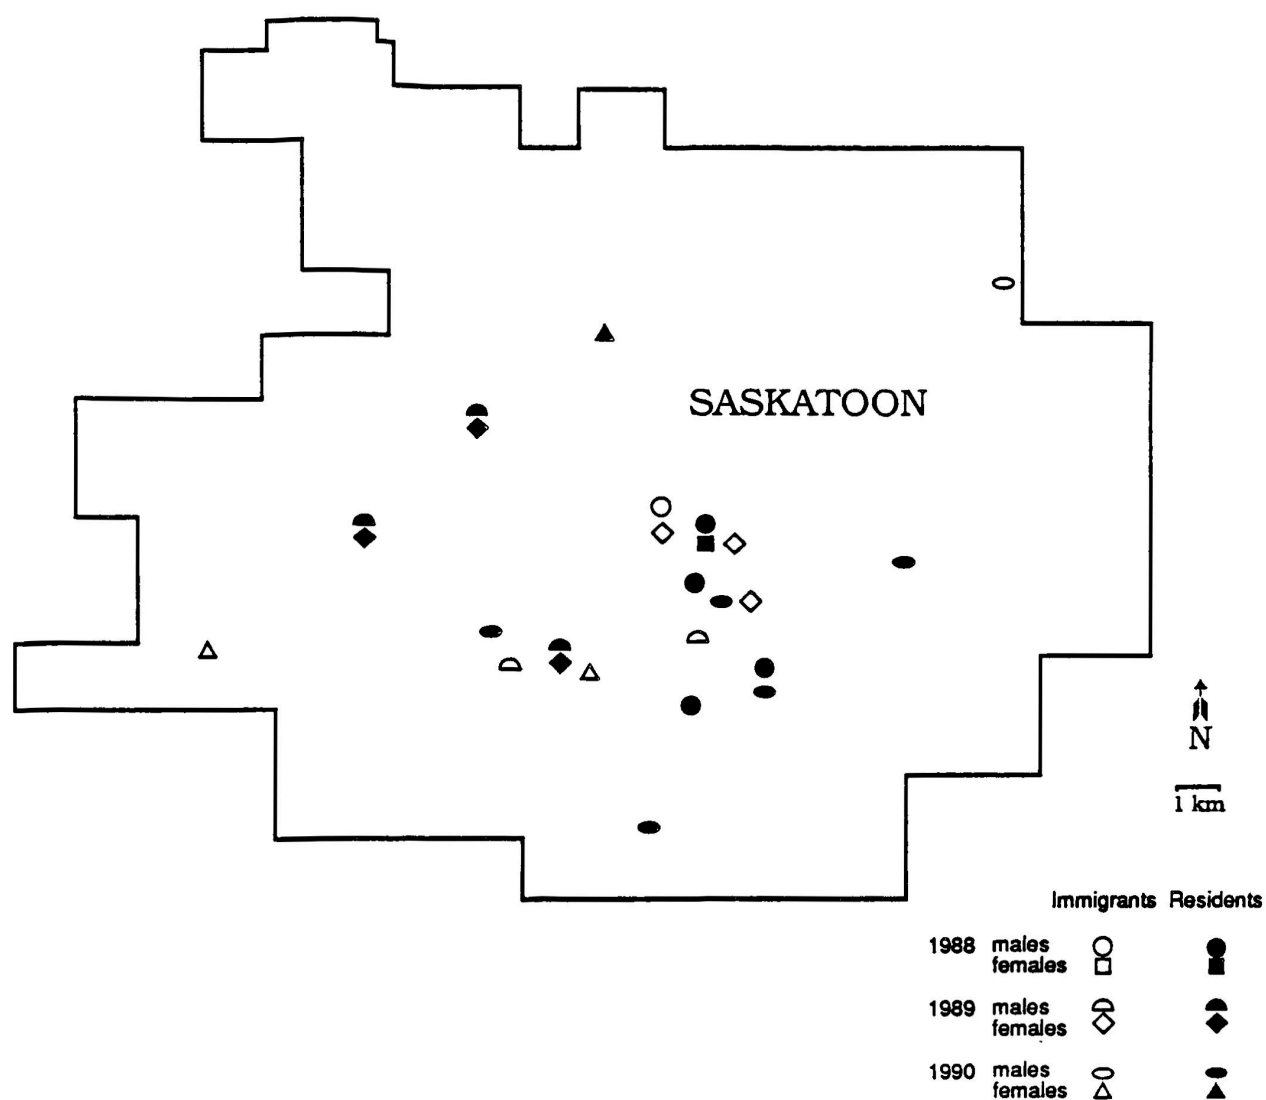 SASKATOON
N
1 km
Immigrants Residents
1988 males
females
1989 males
females
1990 males
females